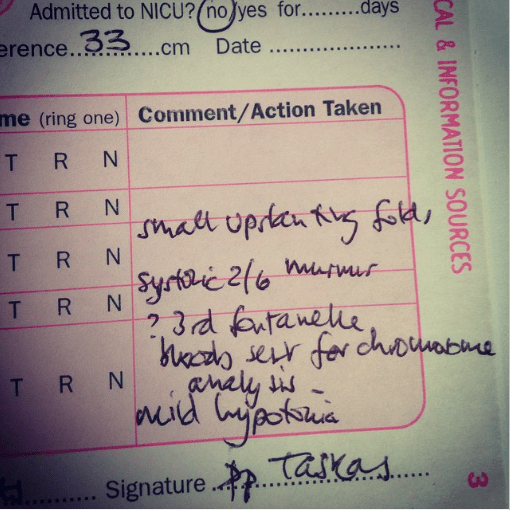 Admitted to NICU? no yes for.........days
erence..33......cm Date ....................
me (ring one) Comment/Action Taken
T R N
T R N
small upslanting folds
T R N
systolic 2/6 murmur
T R N
? 3rd fontanelle
bloods sent for chromosome
T R N
analysis
mild hypotonia
Signature ..pp Taskas......
CAL & INFORMATION SOURCES
3